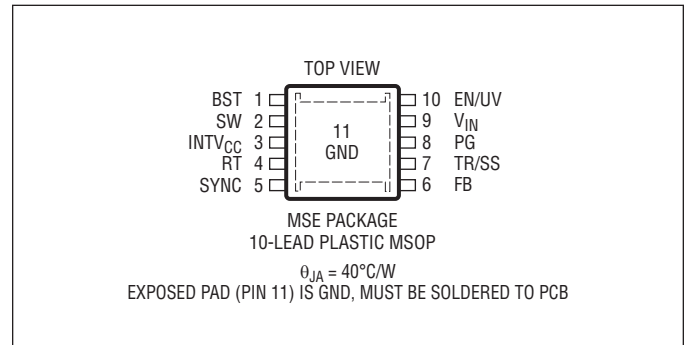 TOP VIEW
BST 1
SW 2
INTVCC 3
RT 4
SYNC 5
11
GND
10 EN/UV
9 VIN
8 PG
7 TR/SS
6 FB
MSE PACKAGE
10-LEAD PLASTIC MSOP
θJA = 40°C/W
EXPOSED PAD (PIN 11) IS GND, MUST BE SOLDERED TO PCB